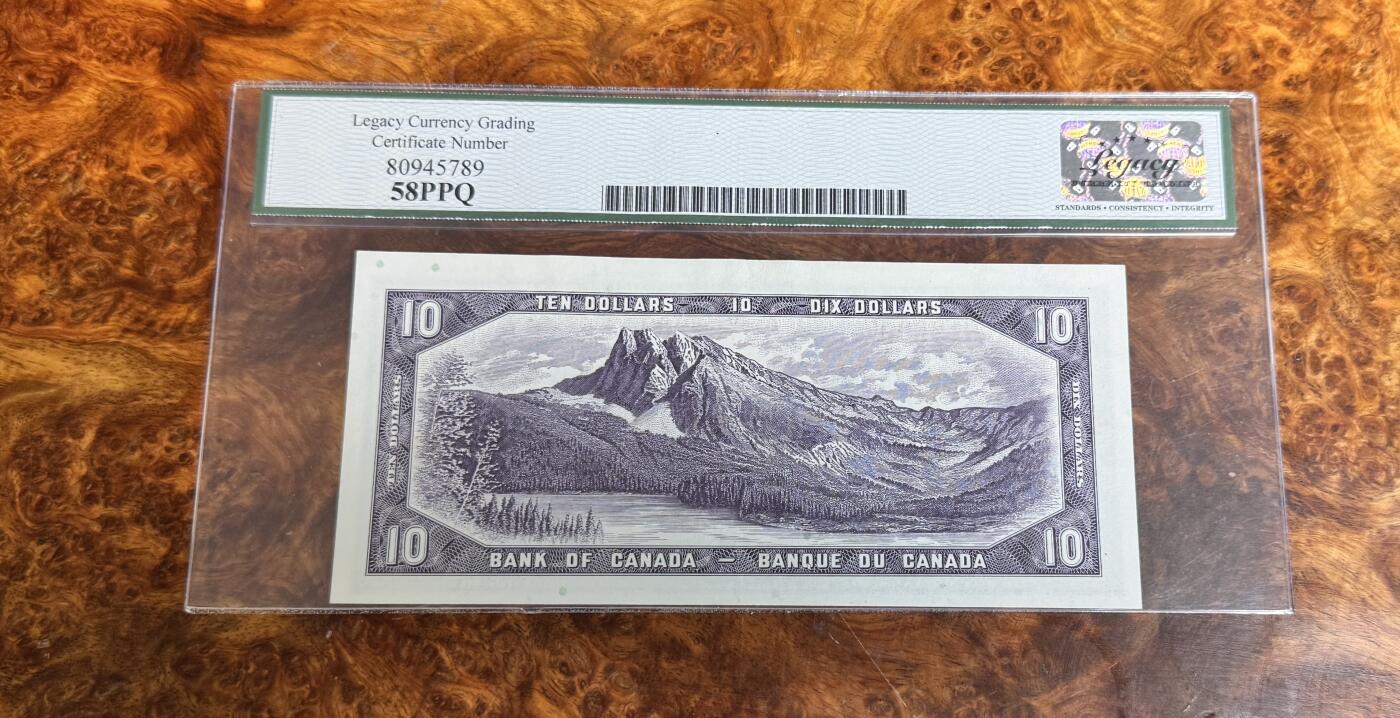 Legacy Currency Grading
Certificate Number
80945789
58PPQ
Legacy
STANDARDS • CONSISTENCY • INTEGRITY
TEN DOLLARS 10 DIX DOLLARS
10
10
TEN DOLLARS
DIX DOLLARS
10
10
BANK OF CANADA — BANQUE DU CANADA